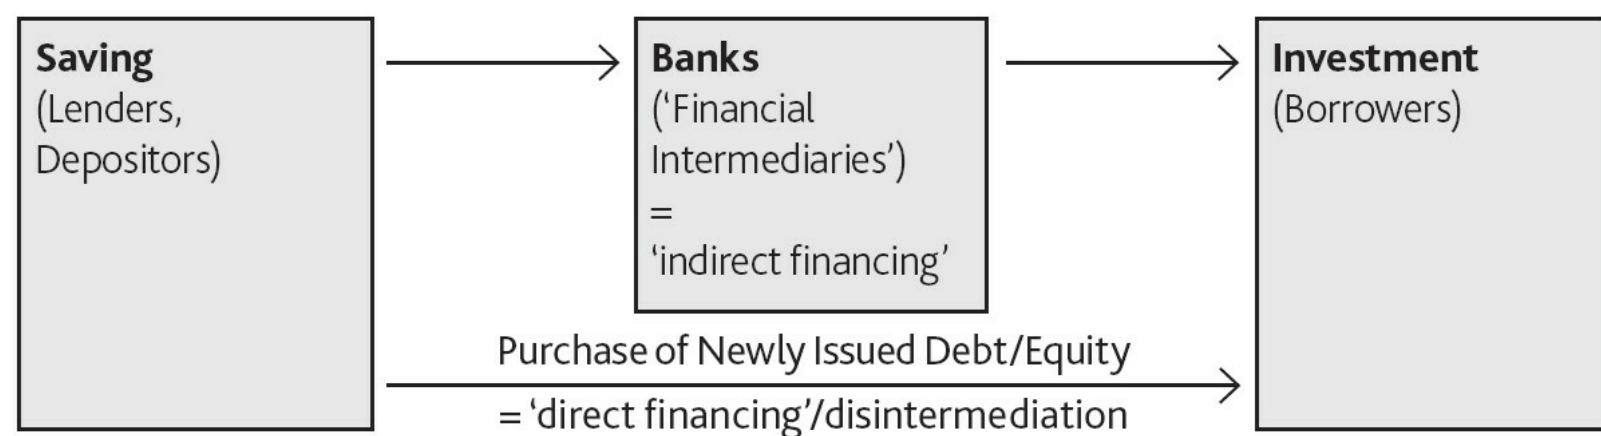 Saving
(Lenders,
Depositors)
Banks
(‘Financial
Intermediaries’)
=
‘indirect financing’
Investment
(Borrowers)
Purchase of Newly Issued Debt/Equity
= ‘direct financing’/disintermediation